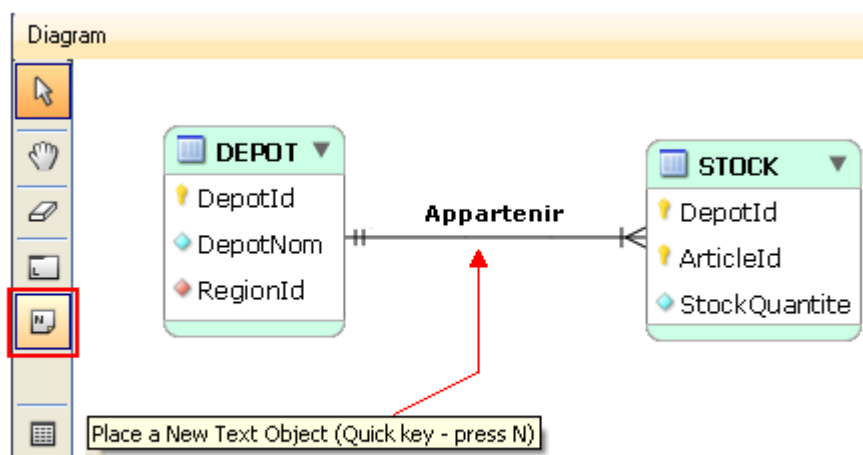 Diagram
DEPOT
DepotId
DepotNom
RegionId
Appartenir
STOCK
DepotId
ArticleId
StockQuantite
L
N
Place a New Text Object (Quick key - press N)